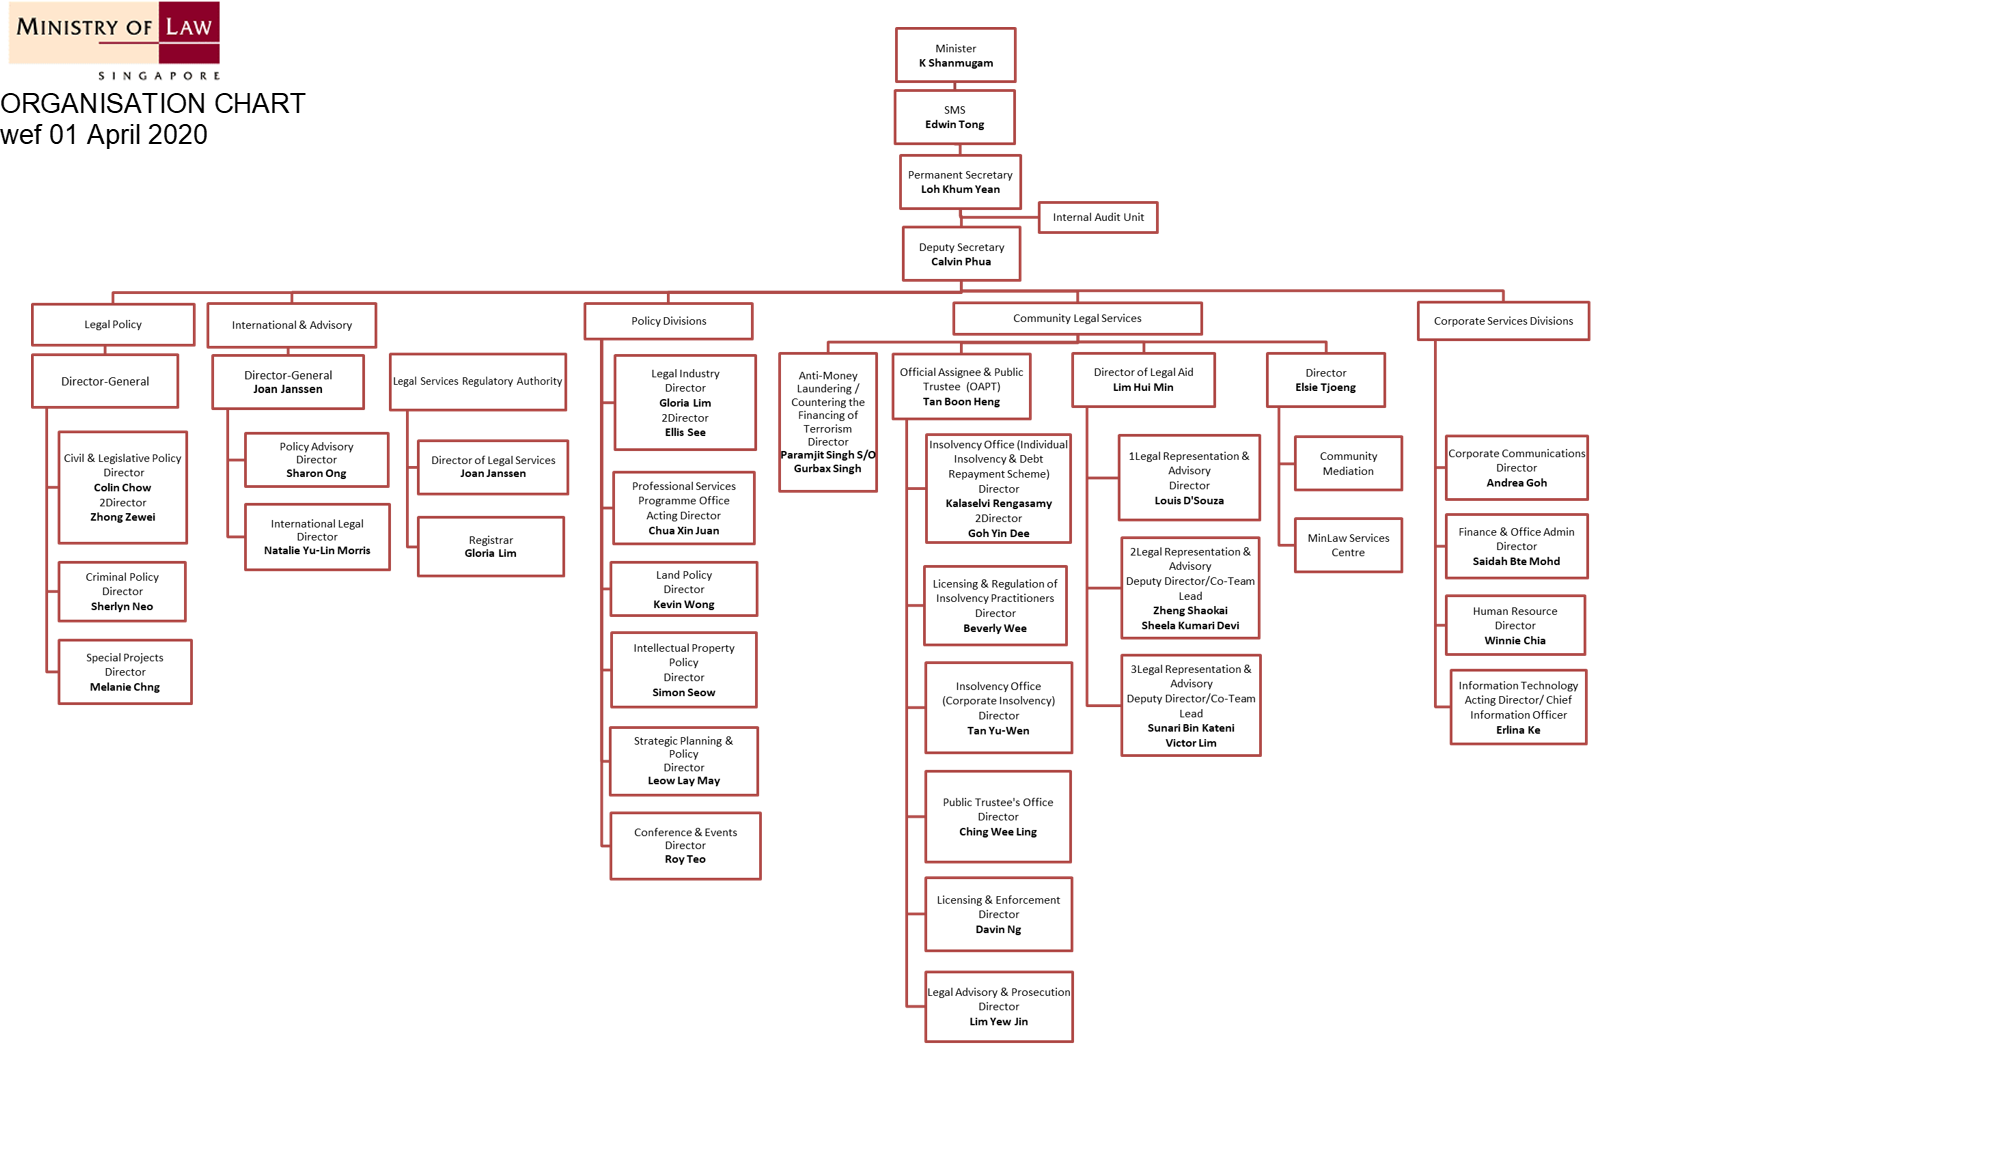 MINISTRY OF LAW
SINGAPORE
ORGANISATION CHART
wef 01 April 2020
Minister
K Shanmugam
SMS
Edwin Tong
Permanent Secretary
Loh Khum Yean
Internal Audit Unit
Deputy Secretary
Calvin Phua
Legal Policy
Director-General
Civil & Legislative Policy
Director
Colin Chow
2Director
Zhong Zewei
Criminal Policy
Director
Sherlyn Neo
Special Projects
Director
Melanie Chng
International & Advisory
Director-General
Joan Janssen
Policy Advisory
Director
Sharon Ong
International Legal
Director
Natalie Yu-Lin Morris
Legal Services Regulatory Authority
Director of Legal Services
Joan Janssen
Registrar
Gloria Lim
Policy Divisions
Legal Industry
Director
Gloria Lim
2Director
Ellis See
Professional Services
Programme Office
Acting Director
Chua Xin Juan
Land Policy
Director
Kevin Wong
Intellectual Property
Policy
Director
Simon Seow
Strategic Planning &
Policy
Director
Leow Lay May
Conference & Events
Director
Roy Teo
Community Legal Services
Anti-Money
Laundering /
Countering the
Financing of
Terrorism
Director
Paramjit Singh S/O
Gurbax Singh
Official Assignee & Public
Trustee (OAPT)
Tan Boon Heng
Insolvency Office (Individual
Insolvency & Debt
Repayment Scheme)
Director
Kalaselvi Rengasamy
2Director
Goh Yin Dee
Licensing & Regulation of
Insolvency Practitioners
Director
Beverly Wee
Insolvency Office
(Corporate Insolvency)
Director
Tan Yu-Wen
Public Trustee's Office
Director
Ching Wee Ling
Licensing & Enforcement
Director
Davin Ng
Legal Advisory & Prosecution
Director
Lim Yew Jin
Director of Legal Aid
Lim Hui Min
1Legal Representation &
Advisory
Director
Louis D'Souza
2Legal Representation &
Advisory
Deputy Director/Co-Team
Lead
Zheng Shaokai
Sheela Kumari Devi
3Legal Representation &
Advisory
Deputy Director/Co-Team
Lead
Sunari Bin Kateni
Victor Lim
Director
Elsie Tjoeng
Community
Mediation
MinLaw Services
Centre
Corporate Services Divisions
Corporate Communications
Director
Andrea Goh
Finance & Office Admin
Director
Saidah Bte Mohd
Human Resource
Director
Winnie Chia
Information Technology
Acting Director/ Chief
Information Officer
Erlina Ke